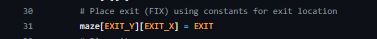 30 # Place exit (FIX) using constants for exit location
31 maze[EXIT_Y][EXIT_X] = EXIT